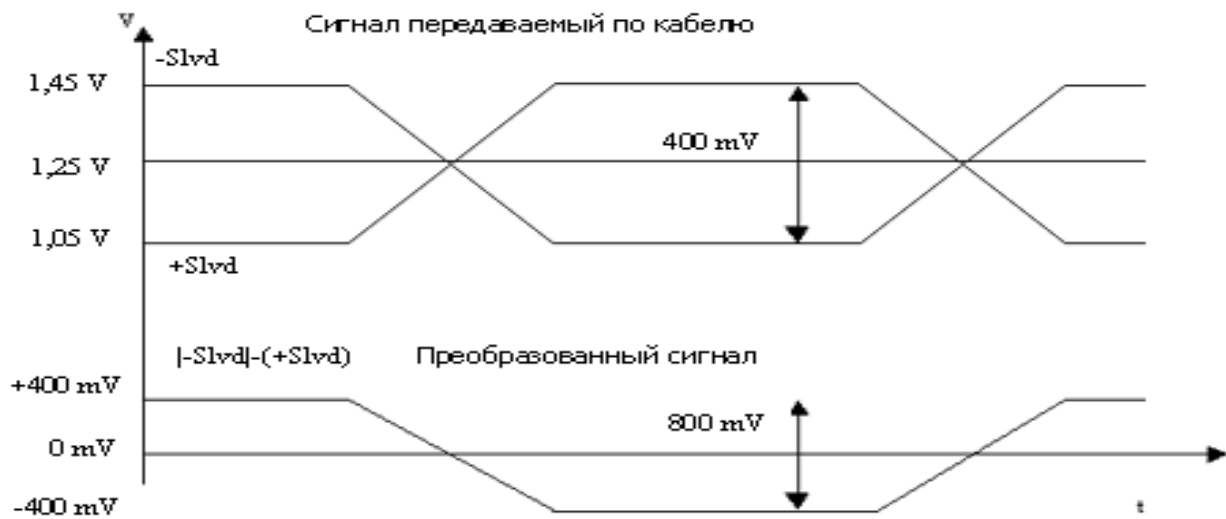 V
Сигнал передаваемый по кабелю
-Slvd
1,45 V
400 mV
1,25 V
1,05 V
+Slvd
|-Slvd|-(+Slvd)
Преобразованный сигнал
+400 mV
800 mV
0 mV
-400 mV
t